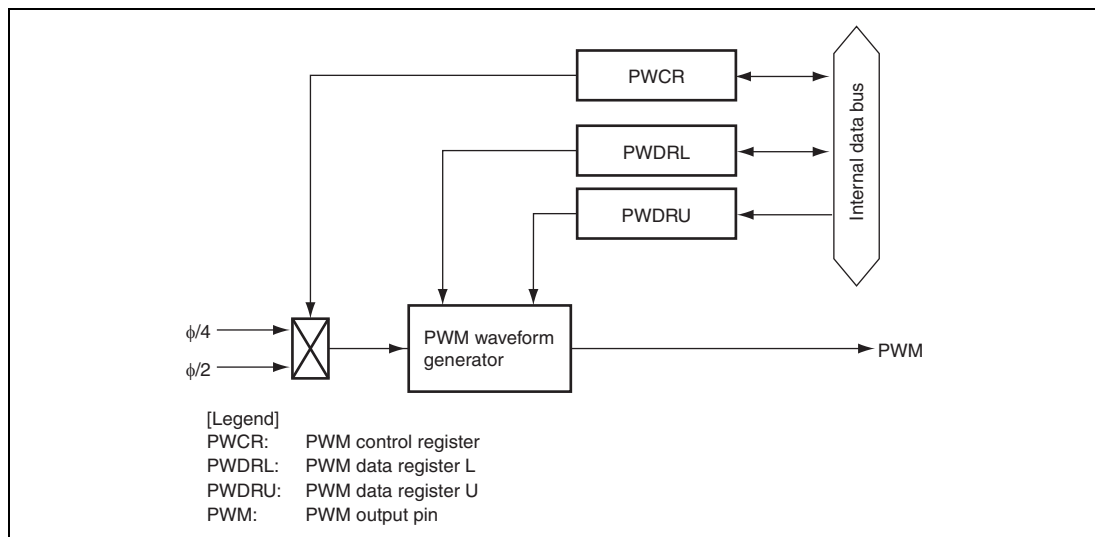 PWCR
PWDRL
PWDRU
Internal data bus
ϕ/4
ϕ/2
PWM waveform
generator
PWM
[Legend]
PWCR: PWM control register
PWDRL: PWM data register L
PWDRU: PWM data register U
PWM: PWM output pin